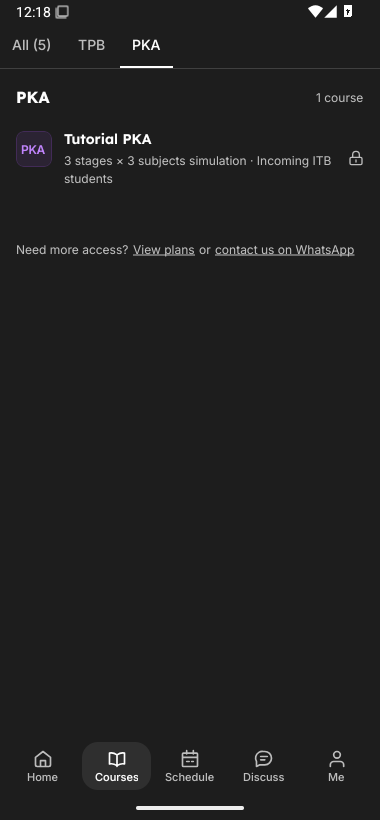 12:18
All (5) TPB PKA
PKA 1 course
PKA
Tutorial PKA
3 stages × 3 subjects simulation · Incoming ITB
students
Need more access? View plans or contact us on WhatsApp
Home Courses Schedule Discuss Me